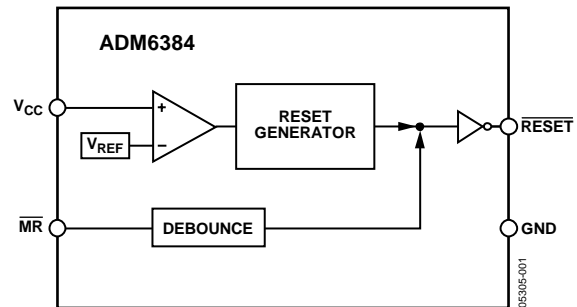 ADM6384
VCC
+
VREF
−
RESET
GENERATOR
RESET
MR
DEBOUNCE
GND
05305-001